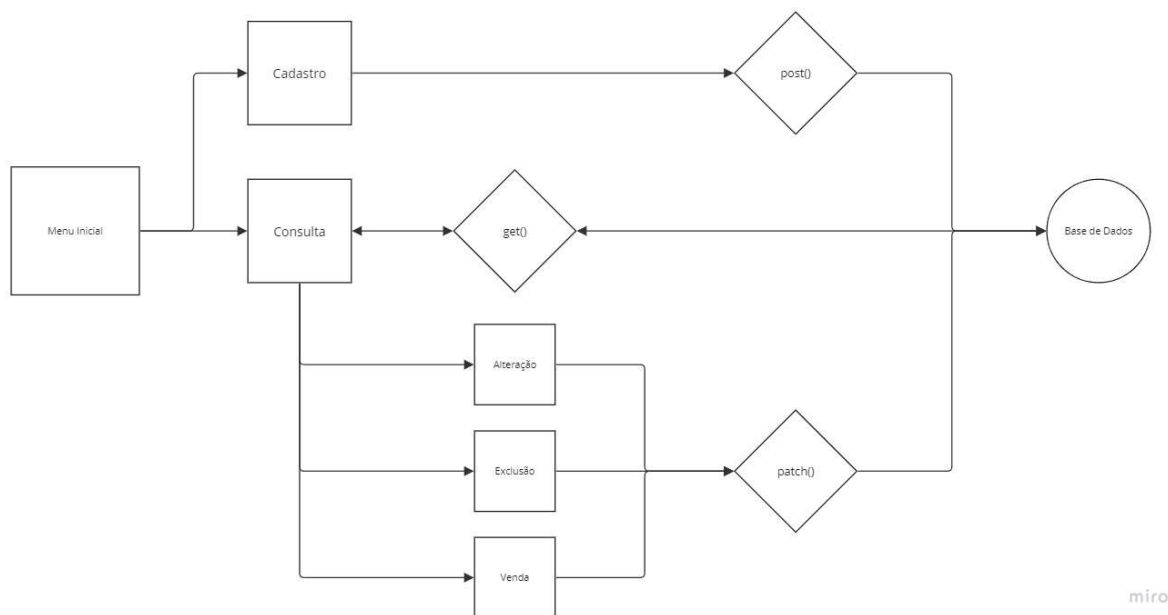 Cadastro
post()
Menu Inicial
Consulta
get()
Base de Dados
Alteração
Exclusão
patch()
Venda
miro